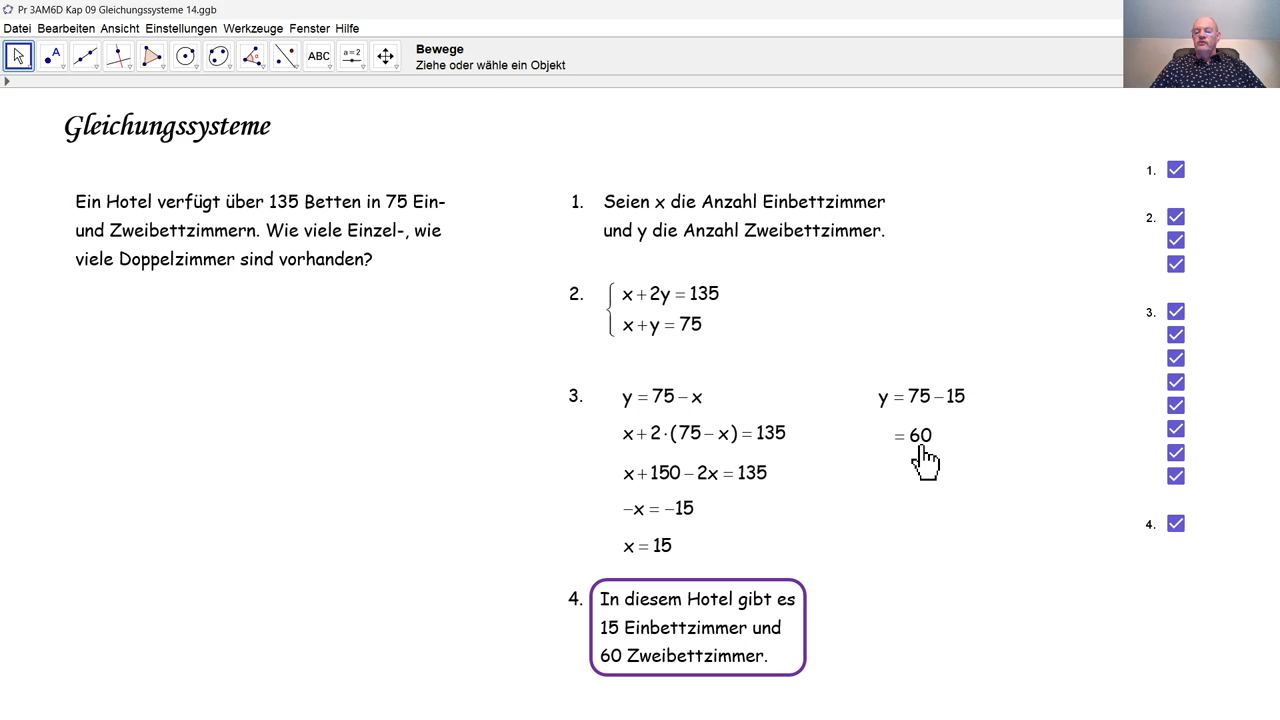 Pr 3AM6D Kap 09 Gleichungssysteme 14.ggb
Datei Bearbeiten Ansicht Einstellungen Werkzeuge Fenster Hilfe
A
ABC
a=2
Bewege
Ziehe oder wähle ein Objekt
Gleichungssysteme
Ein Hotel verfügt über 135 Betten in 75 Ein-
und Zweibettzimmern. Wie viele Einzel-, wie
viele Doppelzimmer sind vorhanden?
1. Seien x die Anzahl Einbettzimmer
und y die Anzahl Zweibettzimmer.
2. x+2y = 135
x+y = 75
3. y = 75 – x
x+2·(75 – x) = 135
x+150 – 2x = 135
–x = –15
x = 15
y = 75 – 15
= 60
4. In diesem Hotel gibt es
15 Einbettzimmer und
60 Zweibettzimmer.
1.
2.
3.
4.